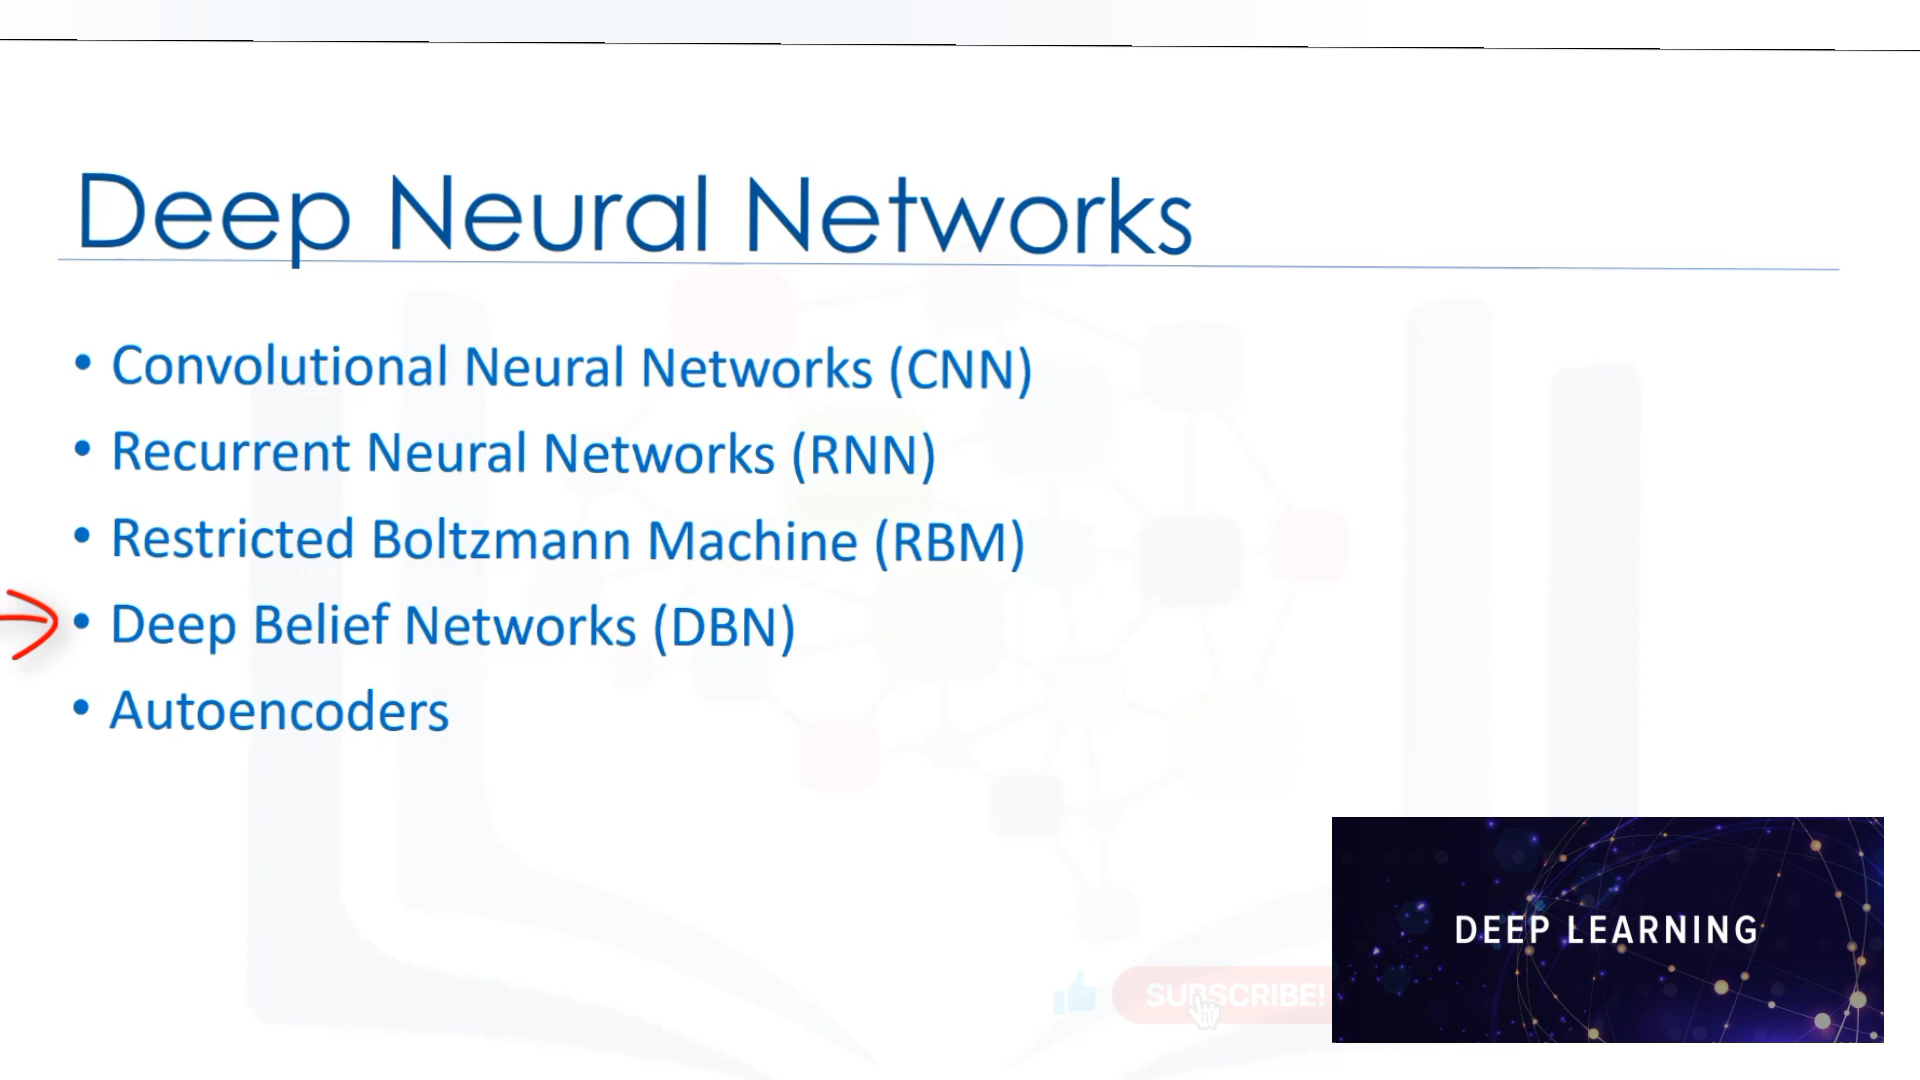 Deep Neural Networks
• Convolutional Neural Networks (CNN)
• Recurrent Neural Networks (RNN)
• Restricted Boltzmann Machine (RBM)
• Deep Belief Networks (DBN)
• Autoencoders
DEEP LEARNING
SUBSCRIBE!